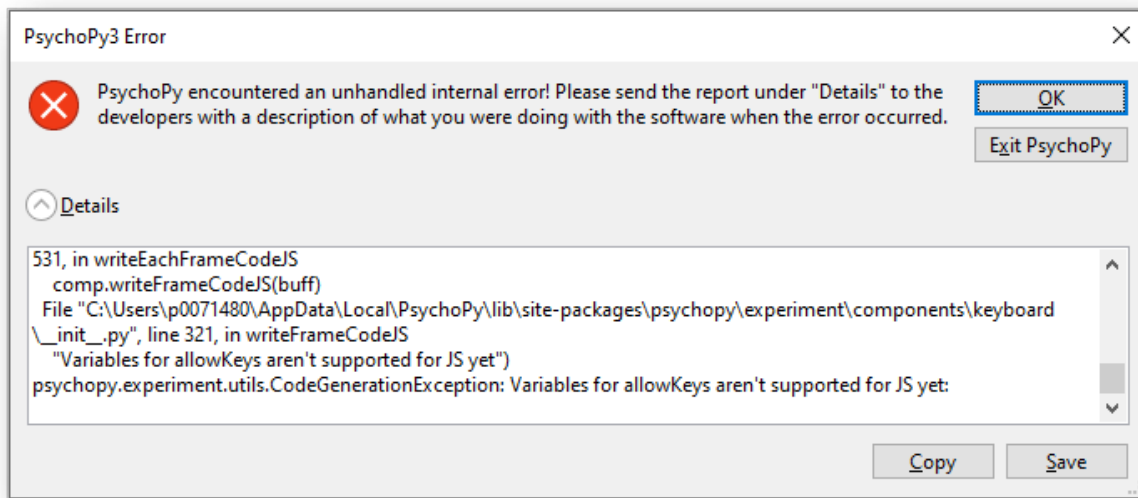 PsychoPy3 Error
PsychoPy encountered an unhandled internal error! Please send the report under "Details" to the
developers with a description of what you were doing with the software when the error occurred.
OK
Exit PsychoPy
Details
531, in writeEachFrameCodeJS
comp.writeFrameCodeJS(buff)
File "C:\Users\p0071480\AppData\Local\PsychoPy\lib\site-packages\psychopy\experiment\components\keyboard
\__init__.py", line 321, in writeFrameCodeJS
"Variables for allowKeys aren't supported for JS yet")
psychopy.experiment.utils.CodeGenerationException: Variables for allowKeys aren't supported for JS yet:
Copy
Save